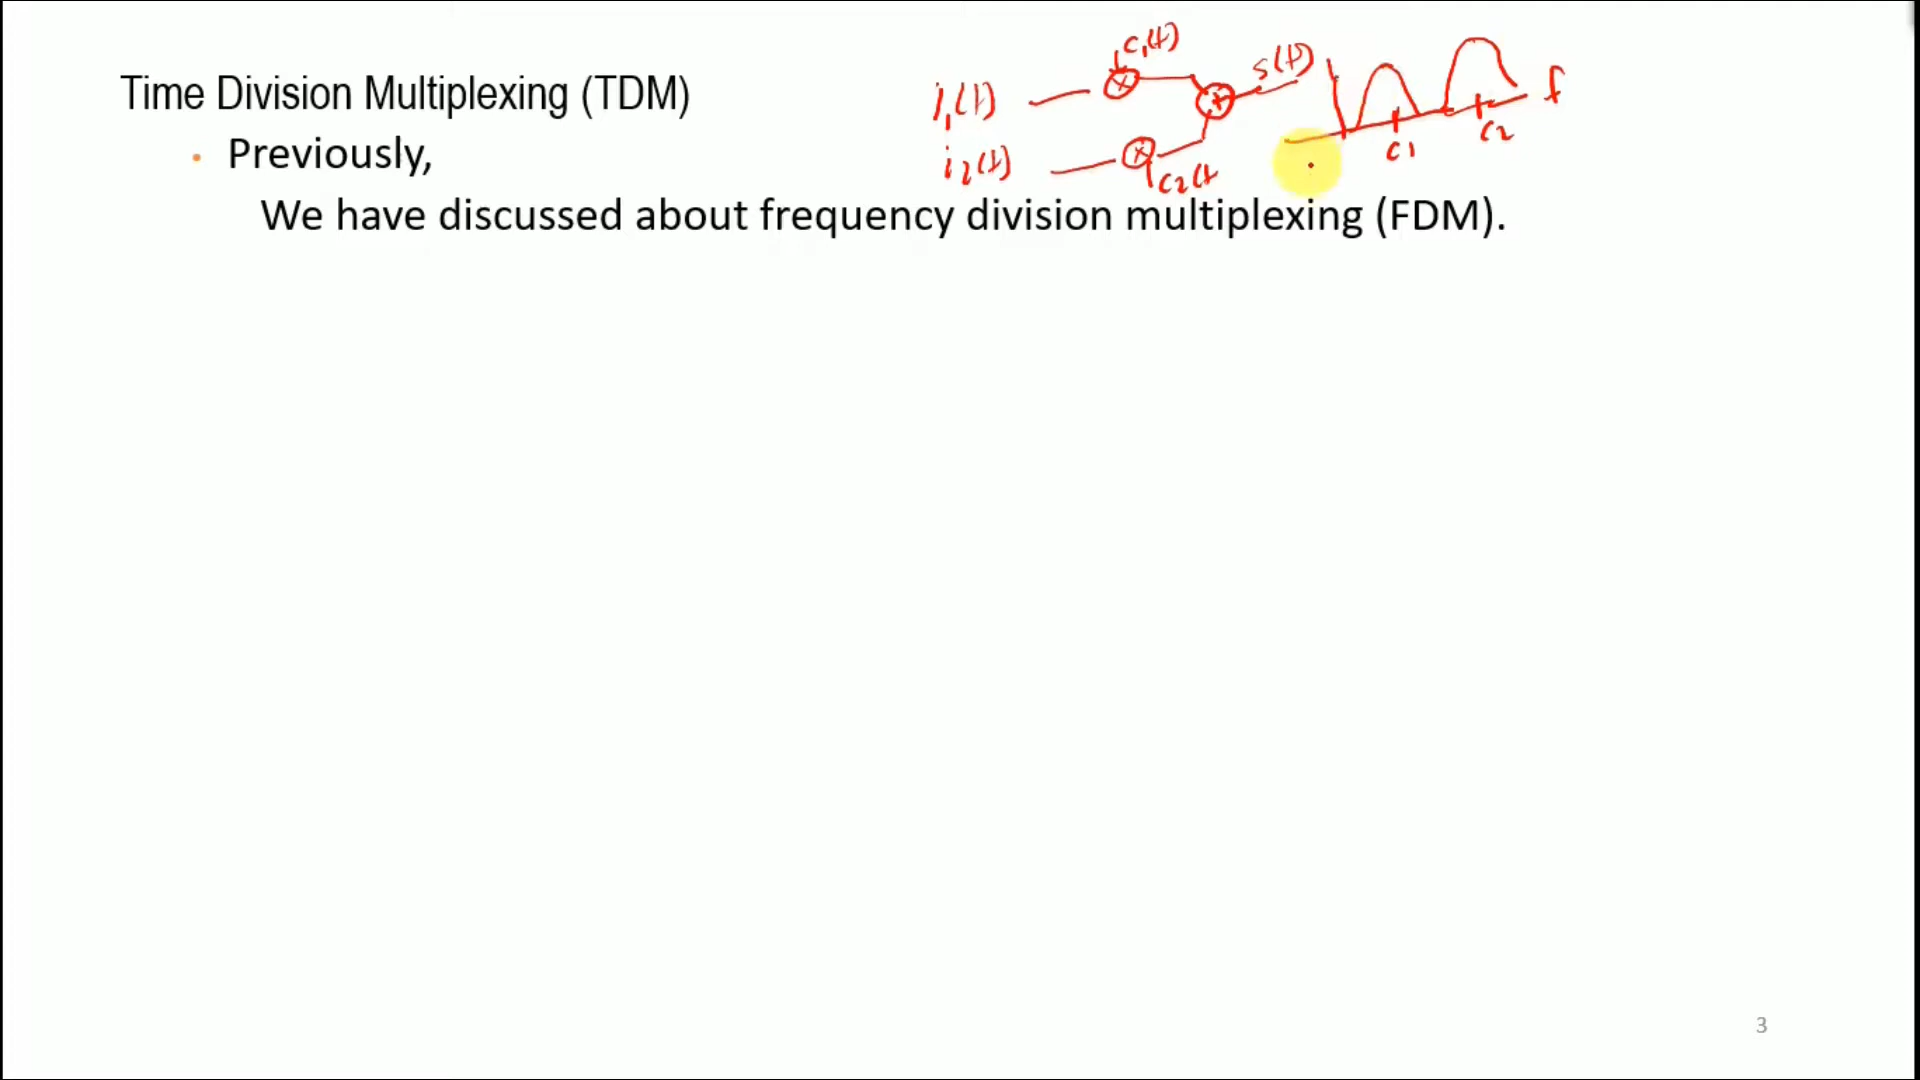 Time Division Multiplexing (TDM)
• Previously,
We have discussed about frequency division multiplexing (FDM).
i₁(t)
c₁(t)
i₂(t)
c₂(t
s(t)
c1
c2
f
3